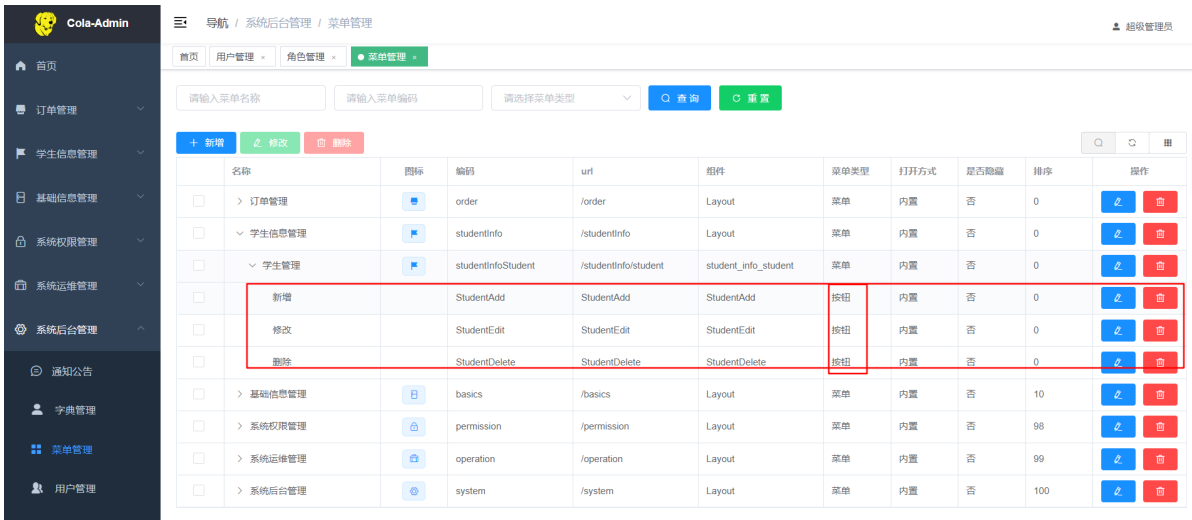 Cola-Admin
导航 / 系统后台管理 / 菜单管理
超级管理员
首页
用户管理 ×
角色管理 ×
菜单管理 ×
首页
订单管理
学生信息管理
基础信息管理
系统权限管理
系统运维管理
系统后台管理
通知公告
字典管理
菜单管理
用户管理
请输入菜单名称 请输入菜单编码 请选择菜单类型 查 询 重 置
新增 修改 删除
名称 图标 编码 url 组件 菜单类型 打开方式 是否隐藏 排序 操作
订单管理 order /order Layout 菜单 内置 否 0
学生信息管理 studentInfo /studentInfo Layout 菜单 内置 否 0
学生管理 studentInfoStudent /studentInfo/student student_info_student 菜单 内置 否 0
新增 StudentAdd StudentAdd StudentAdd 按钮 内置 否 0
修改 StudentEdit StudentEdit StudentEdit 按钮 内置 否 0
删除 StudentDelete StudentDelete StudentDelete 按钮 内置 否 0
基础信息管理 basics /basics Layout 菜单 内置 否 10
系统权限管理 permission /permission Layout 菜单 内置 否 98
系统运维管理 operation /operation Layout 菜单 内置 否 99
系统后台管理 system /system Layout 菜单 内置 否 100